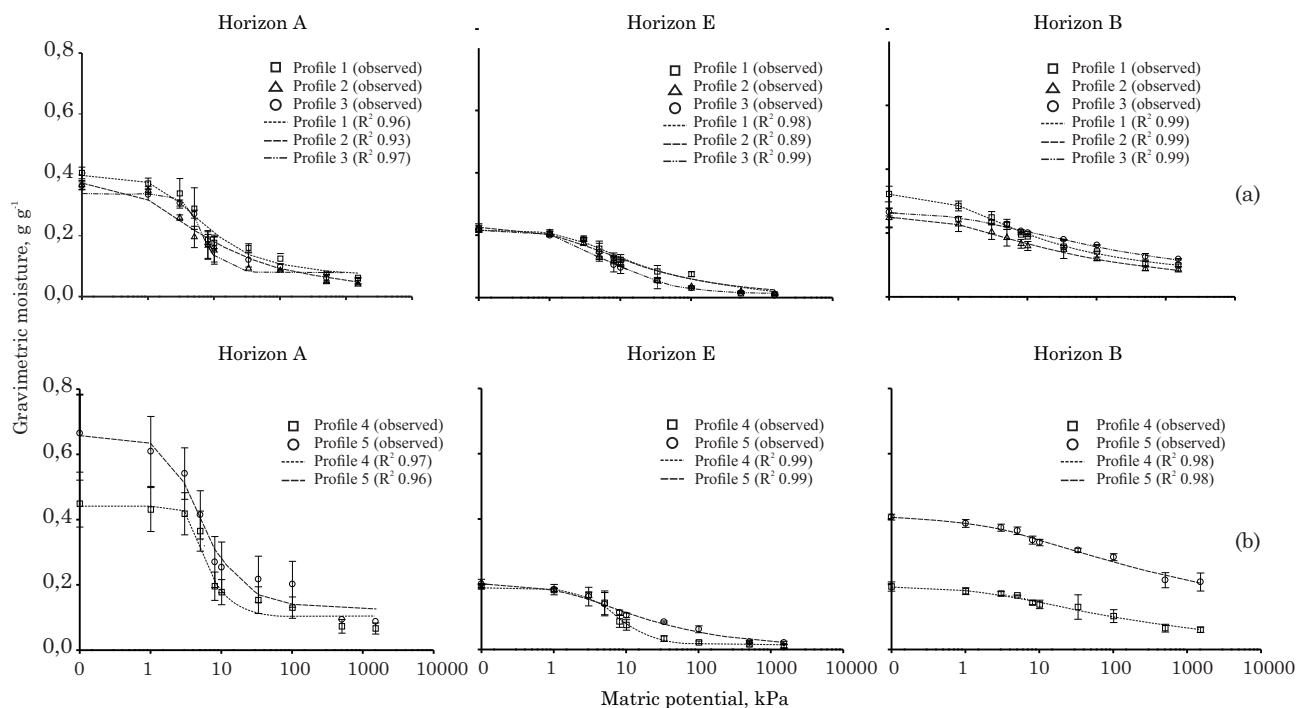 Horizon A
Horizon E
Horizon B
0,8
0,6
0,4
0,2
0,0
Profile 1 (observed)
Profile 2 (observed)
Profile 3 (observed)
Profile 1 (R² 0.96)
Profile 2 (R² 0.93)
Profile 3 (R² 0.97)
Profile 1 (observed)
Profile 2 (observed)
Profile 3 (observed)
Profile 1 (R² 0.98)
Profile 2 (R² 0.89)
Profile 3 (R² 0.99)
Profile 1 (observed)
Profile 2 (observed)
Profile 3 (observed)
Profile 1 (R² 0.99)
Profile 2 (R² 0.99)
Profile 3 (R² 0.99)
(a)
Gravimetric moisture, g g⁻¹
Horizon A
Horizon E
Horizon B
0,8
0,6
0,4
0,2
0,0
Profile 4 (observed)
Profile 5 (observed)
Profile 4 (R² 0.97)
Profile 5 (R² 0.96)
Profile 4 (observed)
Profile 5 (observed)
Profile 4 (R² 0.99)
Profile 5 (R² 0.99)
Profile 4 (observed)
Profile 5 (observed)
Profile 4 (R² 0.98)
Profile 5 (R² 0.98)
(b)
0 1 10 100 1000 10000
0 1 10 100 1000 10000
0 1 10 100 1000 10000
Matric potential, kPa